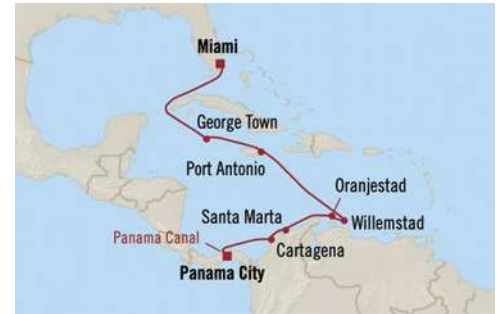 Miami
George Town
Port Antonio
Oranjestad
Santa Marta
Willemstad
Panama Canal
Cartagena
Panama City